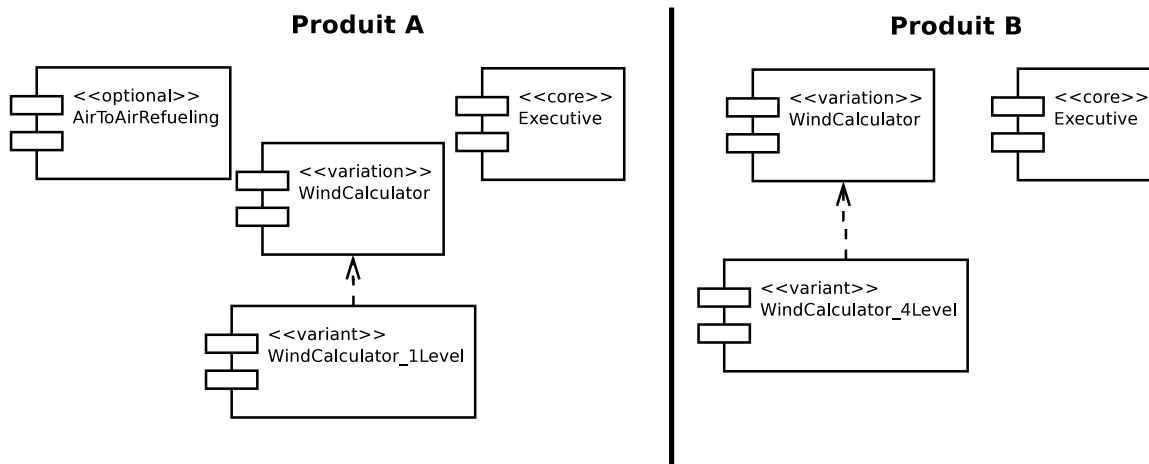 Produit A
<<optional>>
AirToAirRefueling
<<variation>>
WindCalculator
<<core>>
Executive
<<variant>>
WindCalculator_1Level
Produit B
<<variation>>
WindCalculator
<<core>>
Executive
<<variant>>
WindCalculator_4Level